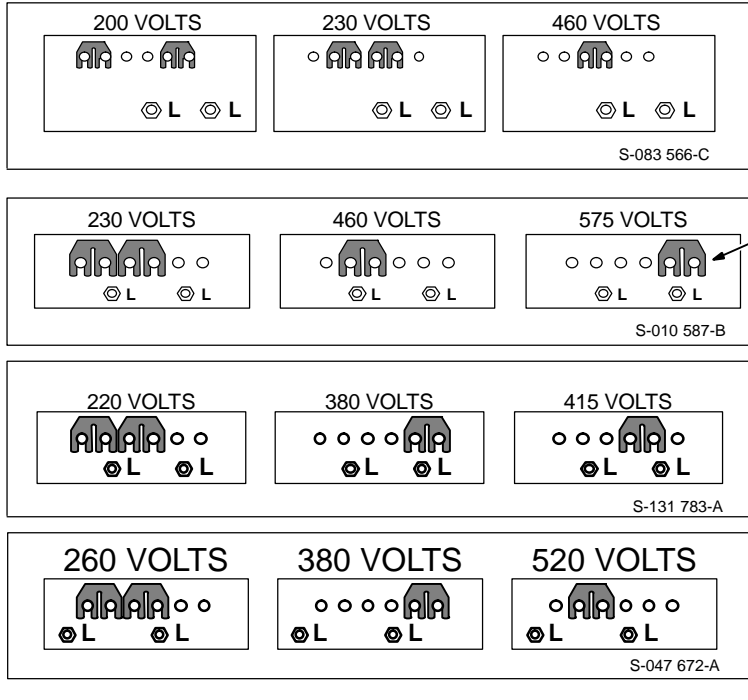 200 VOLTS 230 VOLTS 460 VOLTS
L L L L L L
S-083 566-C
230 VOLTS 460 VOLTS 575 VOLTS
L L L L L L
S-010 587-B
220 VOLTS 380 VOLTS 415 VOLTS
L L L L L L
S-131 783-A
260 VOLTS 380 VOLTS 520 VOLTS
L L L L L L
S-047 672-A